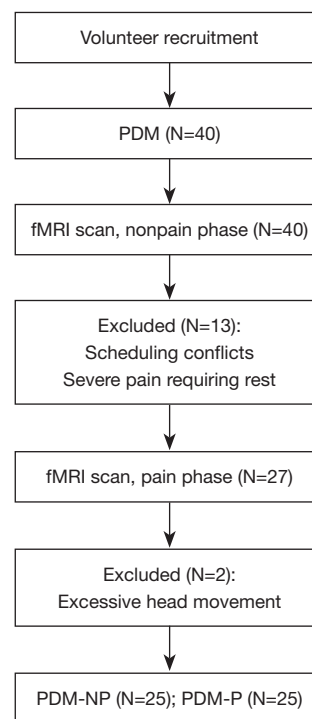 Volunteer recruitment
PDM (N=40)
fMRI scan, nonpain phase (N=40)
Excluded (N=13):
Scheduling conflicts
Severe pain requiring rest
fMRI scan, pain phase (N=27)
Excluded (N=2):
Excessive head movement
PDM-NP (N=25); PDM-P (N=25)